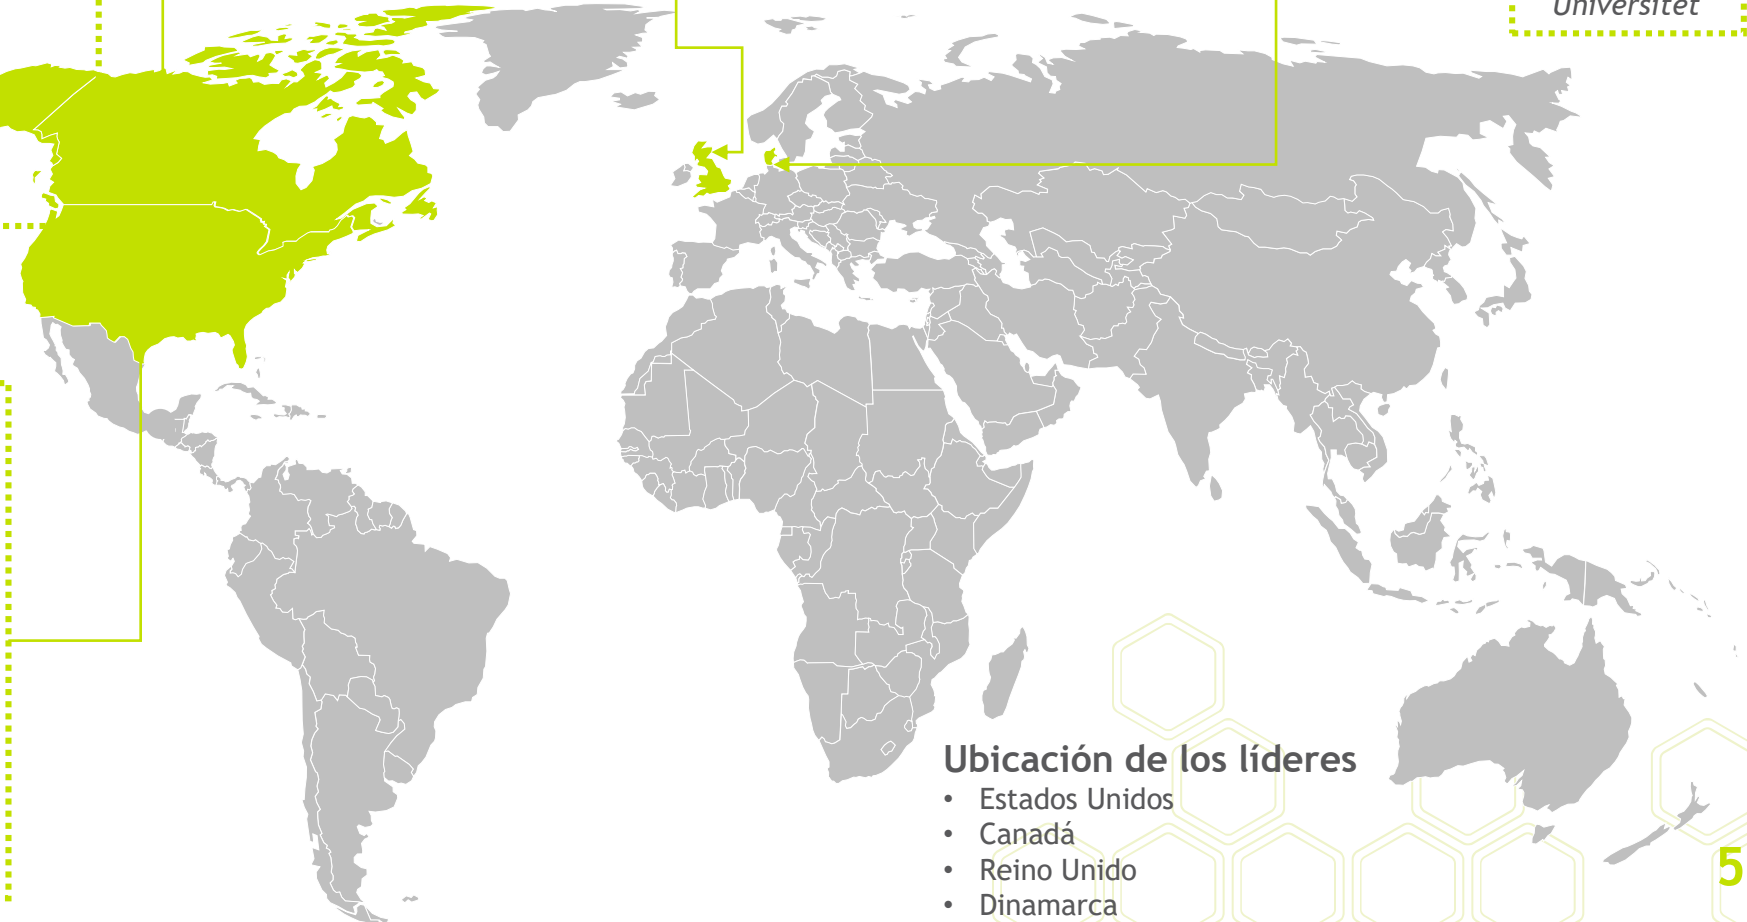 Universitet
Ubicación de los líderes
• Estados Unidos
• Canadá
• Reino Unido
• Dinamarca
5